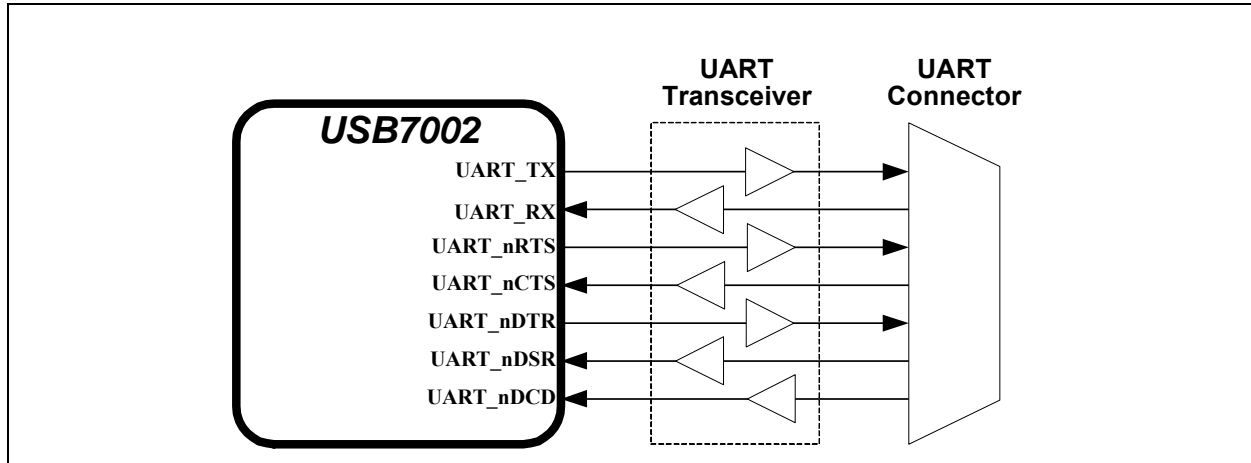 UART
Transceiver
UART
Connector
USB7002
UART_TX
UART_RX
UART_nRTS
UART_nCTS
UART_nDTR
UART_nDSR
UART_nDCD